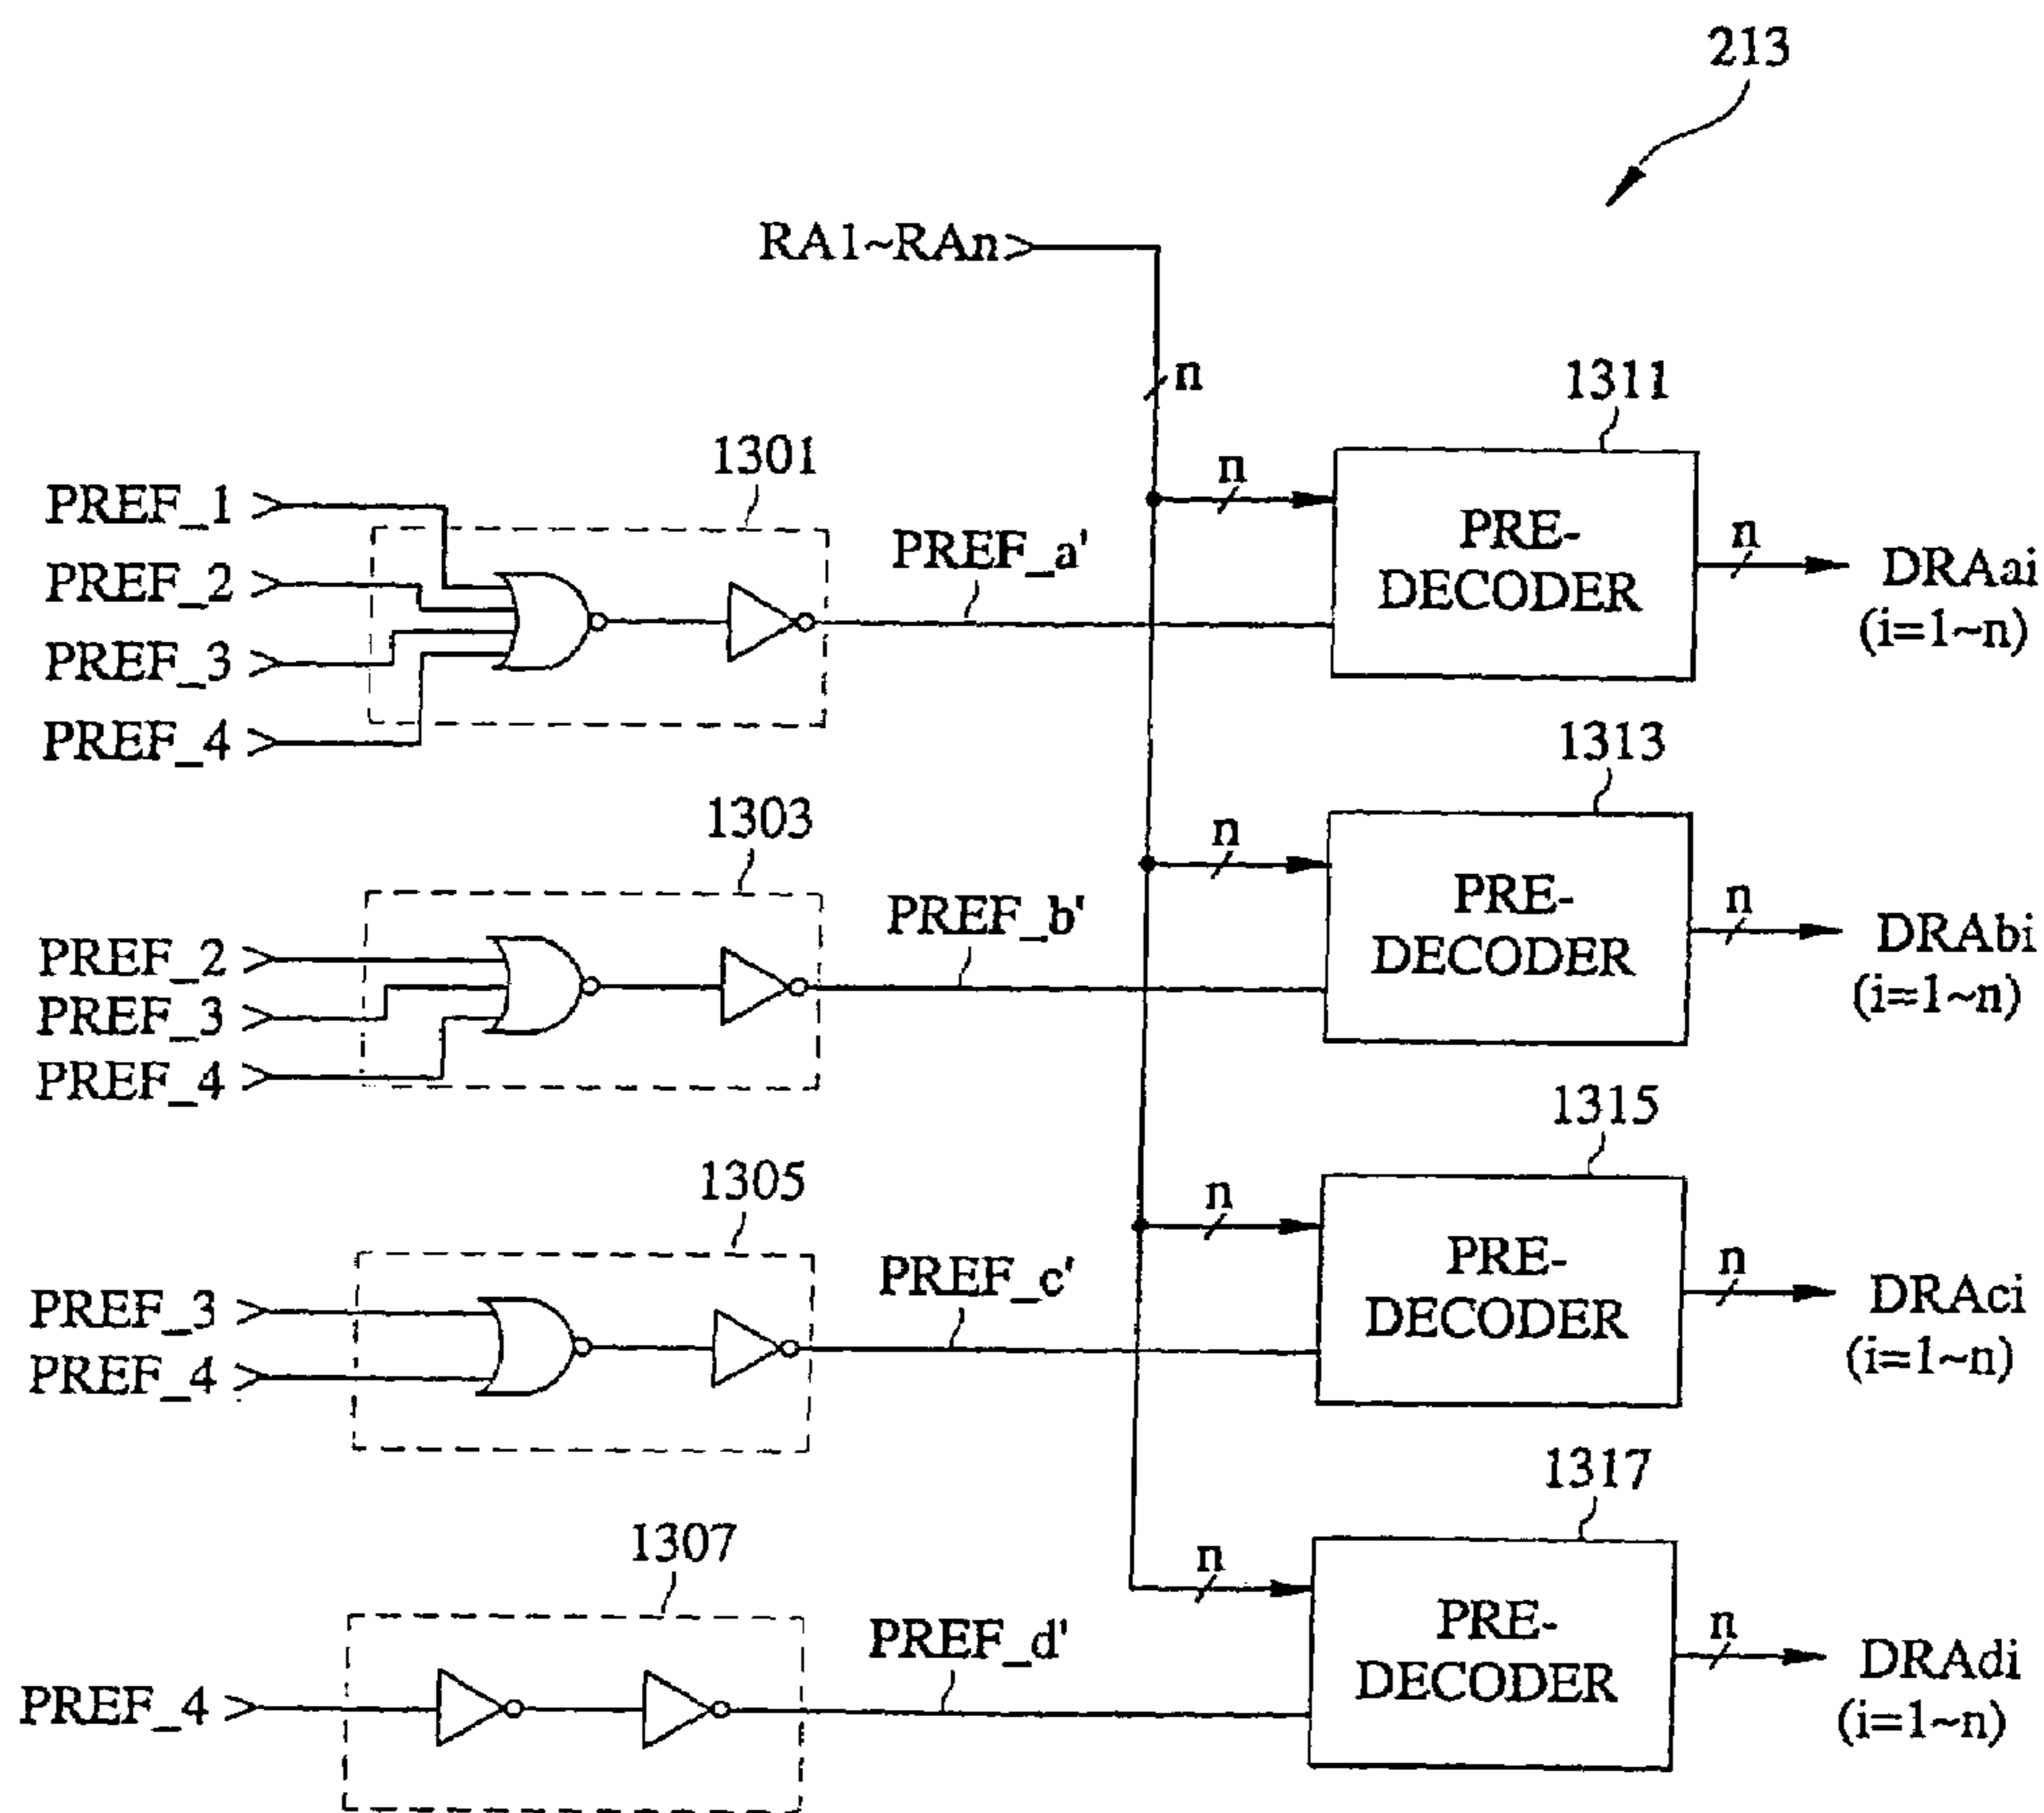 213
RA1~RAn
n
1311
n
PRE-
DECODER
n
DRAai
(i=1~n)
1301
PREF_1
PREF_2
PREF_3
PREF_4
PREF_a'
1313
n
PRE-
DECODER
n
DRAbi
(i=1~n)
1303
PREF_2
PREF_3
PREF_4
PREF_b'
1315
n
PRE-
DECODER
n
DRAci
(i=1~n)
1305
PREF_3
PREF_4
PREF_c'
1317
n
PRE-
DECODER
n
DRAdi
(i=1~n)
1307
PREF_4
PREF_d'